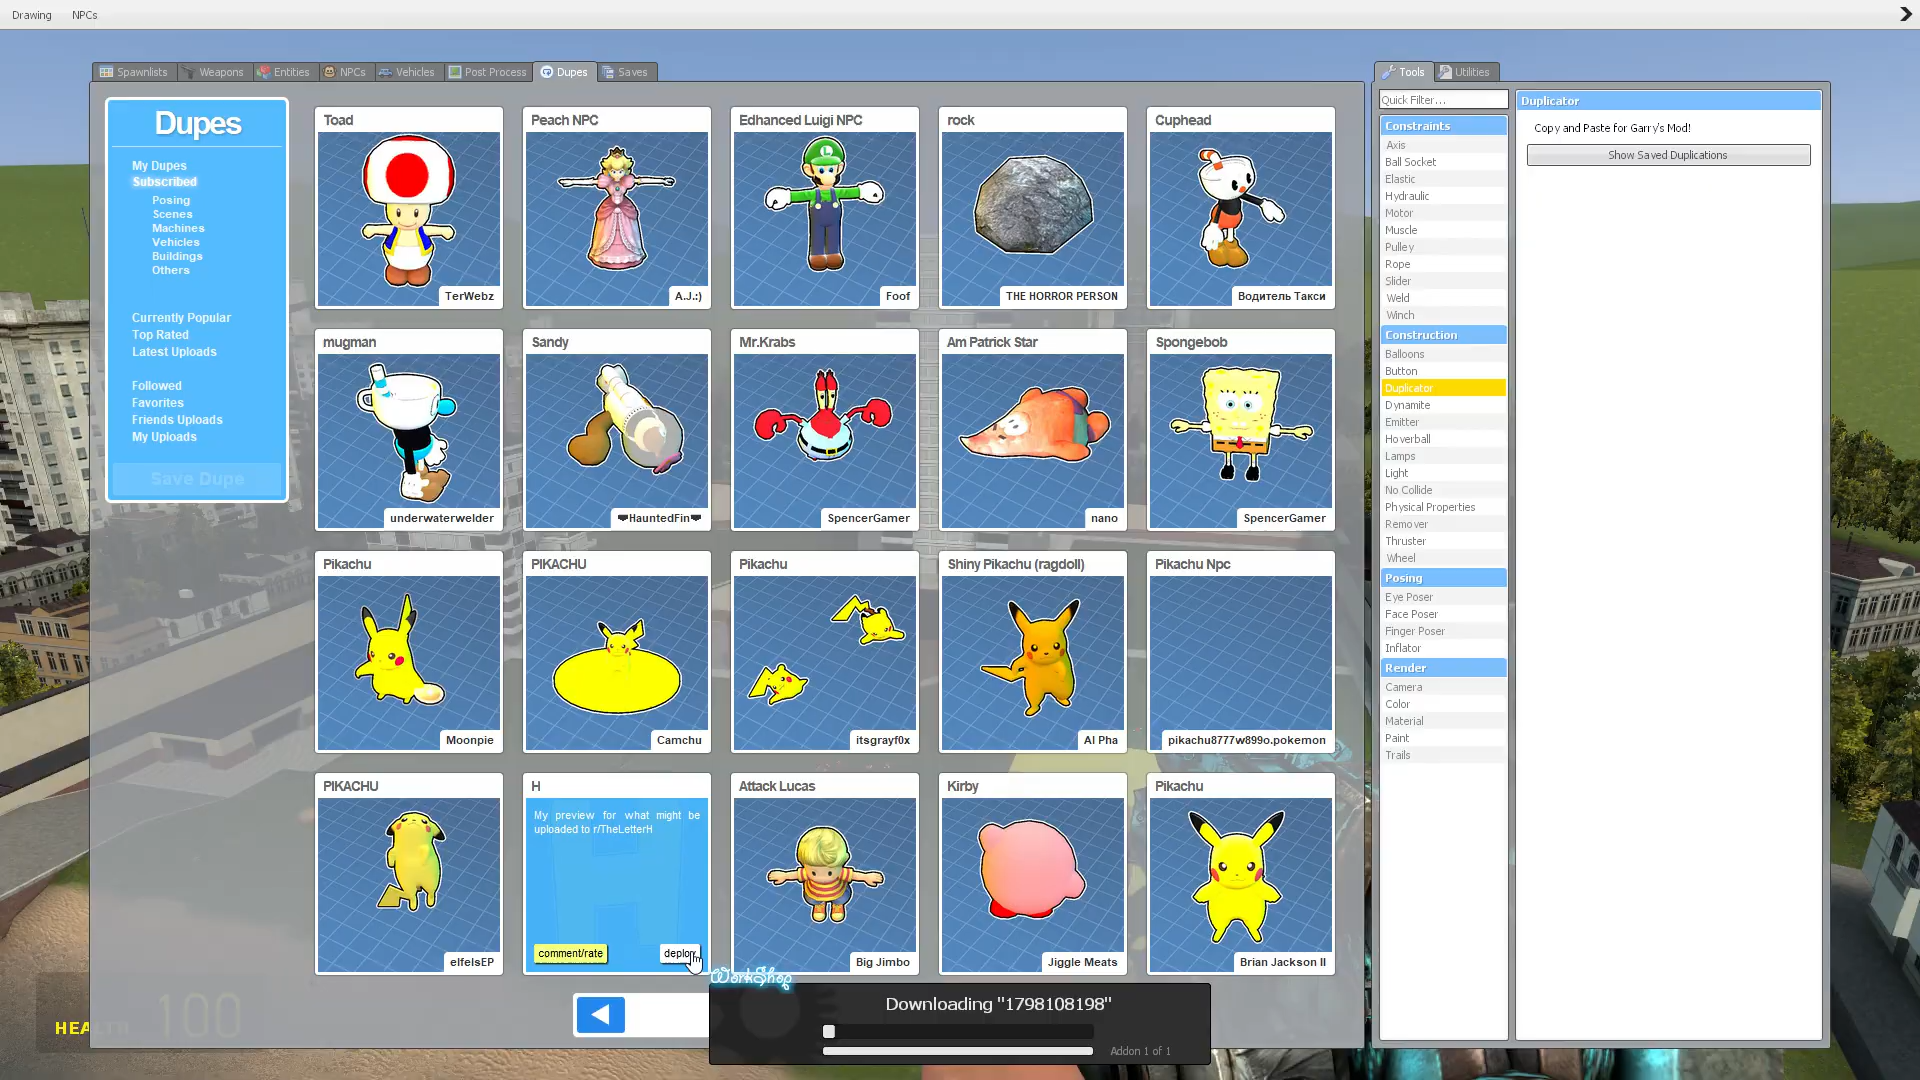 Drawing NPCs
Spawnlists Weapons Entities NPCs Vehicles Post Process Dupes Saves
Tools Utilities
Dupes
My Dupes
Subscribed
Posing
Scenes
Machines
Vehicles
Buildings
Others
Currently Popular
Top Rated
Latest Uploads
Followed
Favorites
Friends Uploads
My Uploads
Save Dupe
Toad
TerWebz
Peach NPC
A.J.:)
Edhanced Luigi NPC
L
Foof
rock
THE HORROR PERSON
Cuphead
Водитель Такси
mugman
underwaterwelder
Sandy
❤HauntedFin❤
Mr.Krabs
SpencerGamer
Am Patrick Star
nano
Spongebob
SpencerGamer
Pikachu
Moonpie
PIKACHU
Camchu
Pikachu
itsgrayf0x
Shiny Pikachu (ragdoll)
Al Pha
Pikachu Npc
pikachu8777w899o.pokemon
PIKACHU
elfelsEP
H
My preview for what might be
uploaded to r/TheLetterH
comment/rate
deploy
Attack Lucas
Big Jimbo
Kirby
Jiggle Meats
Pikachu
Brian Jackson II
WorkShop
Downloading "1798108198"
Addon 1 of 1
HEALTH 100
Quick Filter...
Constraints
Axis
Ball Socket
Elastic
Hydraulic
Motor
Muscle
Pulley
Rope
Slider
Weld
Winch
Construction
Balloons
Button
Duplicator
Dynamite
Emitter
Hoverball
Lamps
Light
No Collide
Physical Properties
Remover
Thruster
Wheel
Posing
Eye Poser
Face Poser
Finger Poser
Inflator
Render
Camera
Color
Material
Paint
Trails
Duplicator
Copy and Paste for Garry's Mod!
Show Saved Duplications